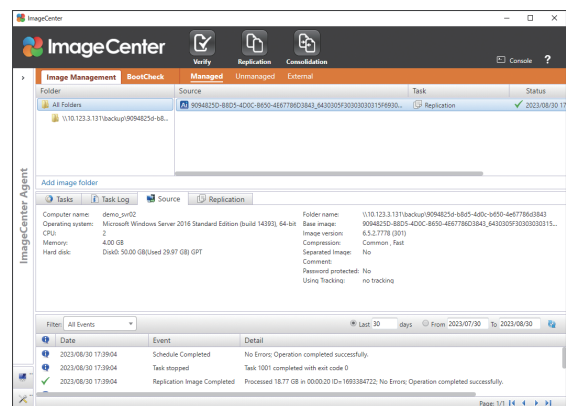 ImageCenter
ImageCenter
Verify
Replication
Consolidation
Console ?
Image Management BootCheck Managed Unmanaged External
Folder Source Task Status
All Folders 9094825D-B8D5-4D0C-B650-4E67786D3843_6430305F30303030315F6930... Replication 2023/08/30 17
\\10.123.3.131\backup\9094825d-b8...
Add image folder
ImageCenter Agent
Tasks Task Log Source Replication
Computer name: demo_svr02 Folder name: \\10.123.3.131\backup\9094825d-b8d5-4d0c-b650-4e67786d3843
Operating system: Microsoft Windows Server 2016 Standard Edition (build 14393), 64-bit Base image: 9094825D-B8D5-4D0C-B650-4E67786D3843_6430305F30303030315...
CPU: 2 Image version: 6.5.2.7778 (301)
Memory: 4.00 GB Compression: Common , Fast
Hard disk: Disk0: 50.00 GB(Used 29.97 GB) GPT Separated Image: No
Comment:
Password protected: No
Using Tracking: no tracking
Filter: All Events Last 30 days From 2023/07/30 To 2023/08/30
Date Event Detail
2023/08/30 17:39:04 Schedule Completed No Errors; Operation completed successfully.
2023/08/30 17:39:04 Task stopped Task 1001 completed with exit code 0
2023/08/30 17:39:04 Replication Image Completed Processed 18.77 GB in 00:00:20 ID=1693384722; No Errors; Operation completed successfully.
Page: 1/1